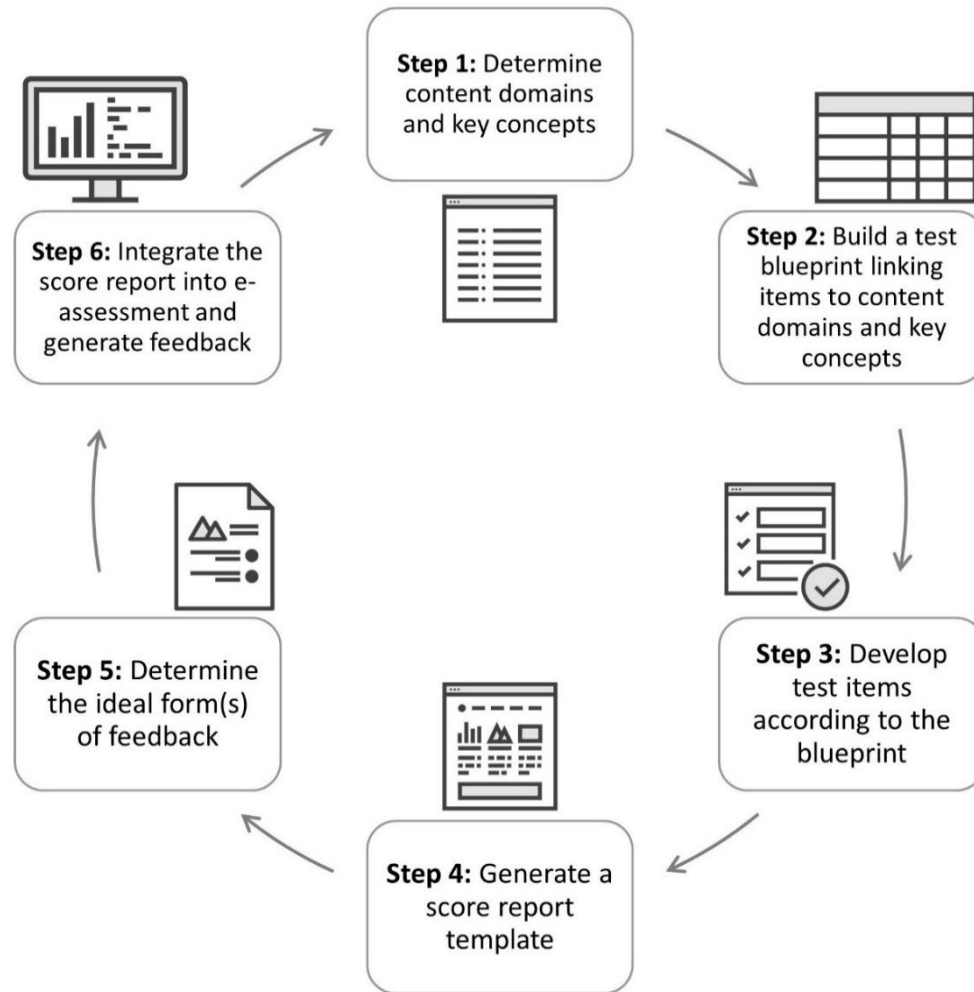 Step 1: Determine
content domains
and key concepts
Step 2: Build a test
blueprint linking
items to content
domains and key
concepts
Step 3: Develop
test items
according to the
blueprint
Step 4: Generate a
score report
template
Step 5: Determine
the ideal form(s)
of feedback
Step 6: Integrate the
score report into e-
assessment and
generate feedback